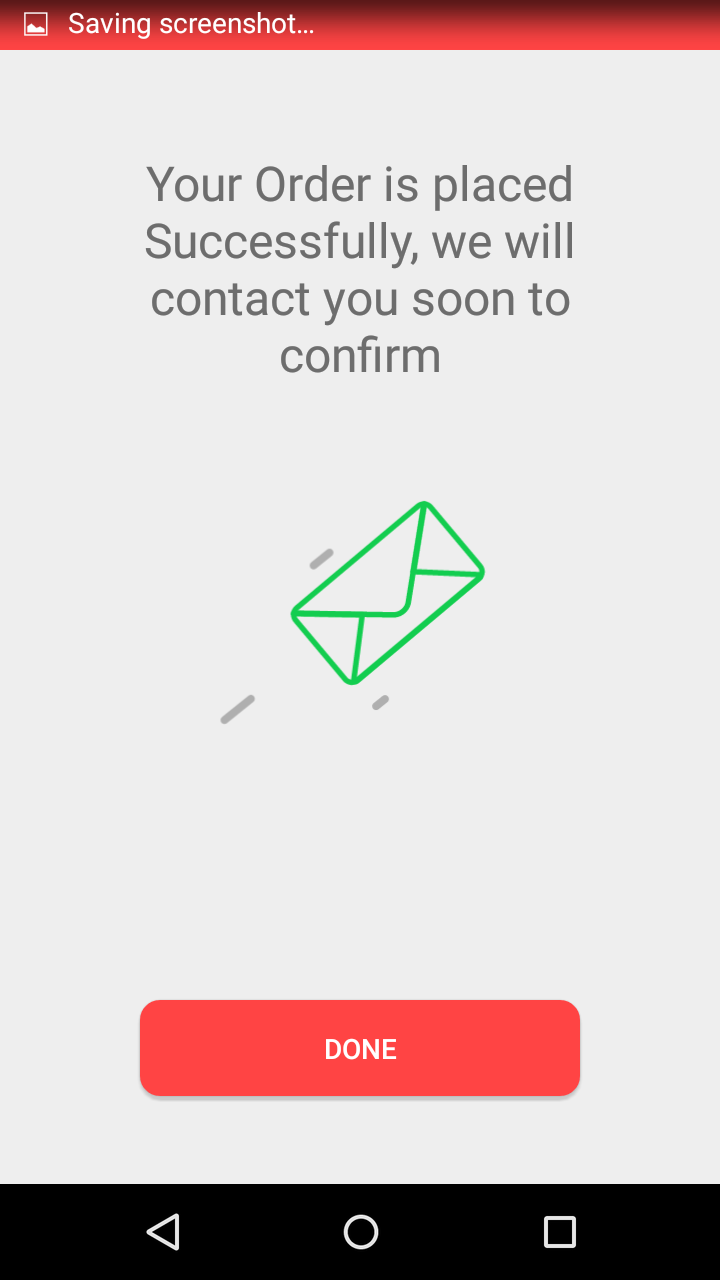 Saving screenshot...
Your Order is placed
Successfully, we will
contact you soon to
confirm
DONE